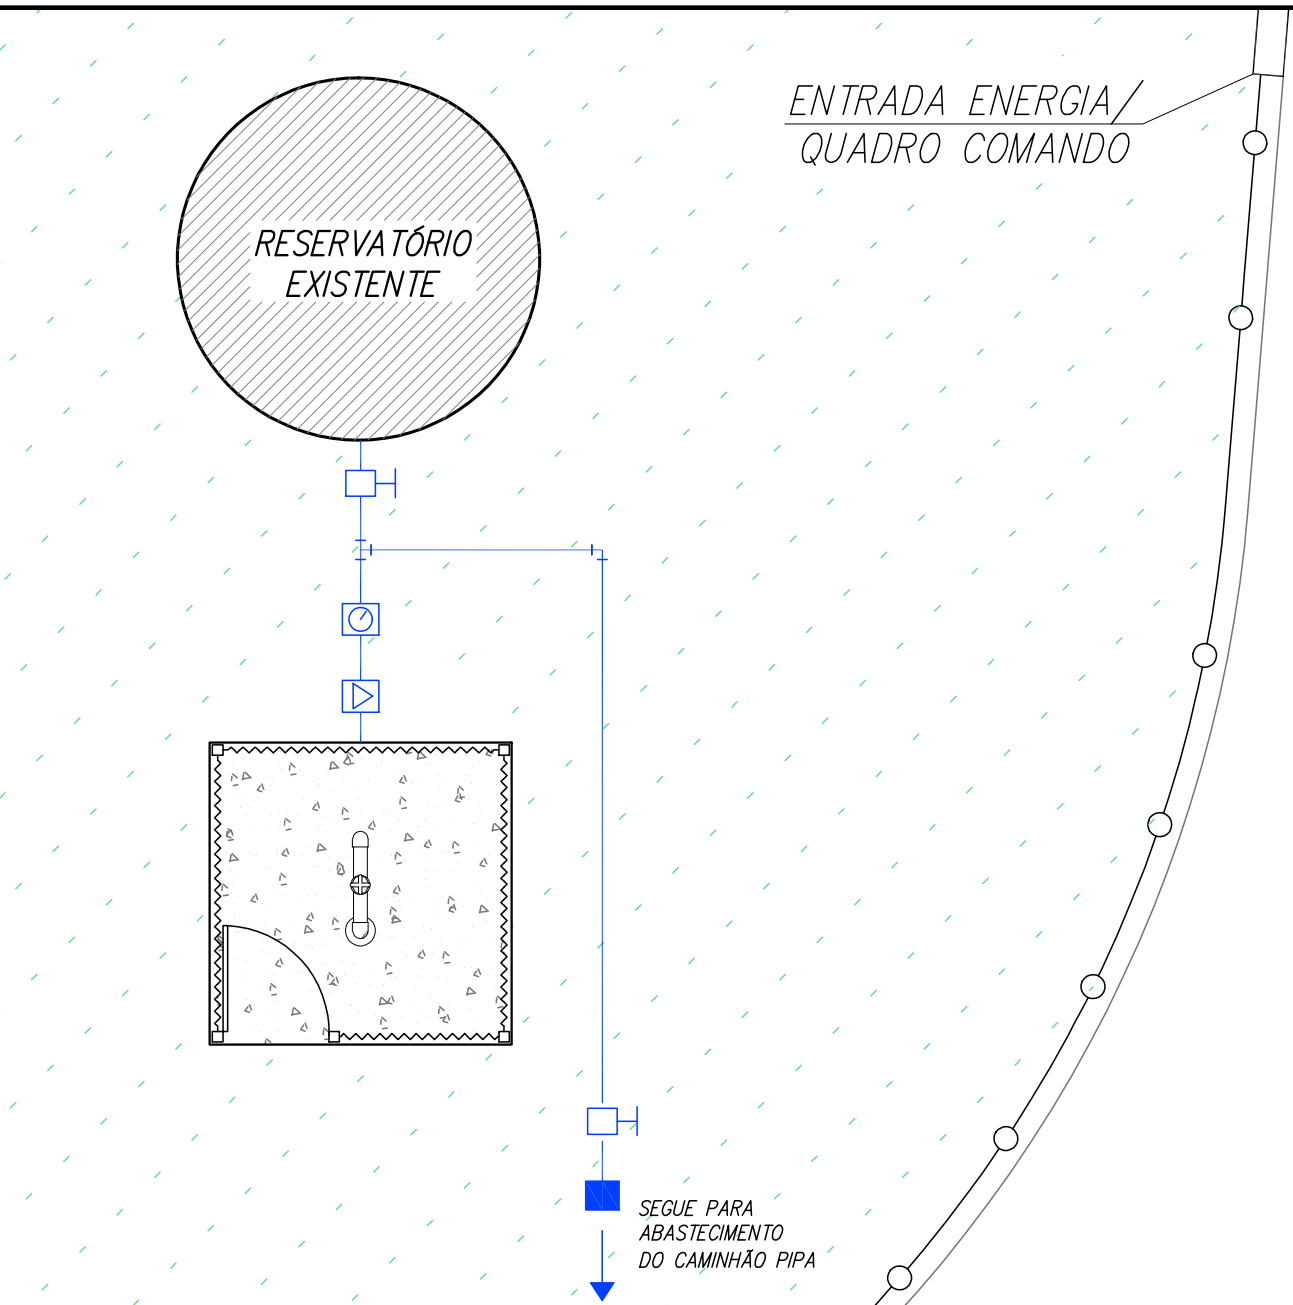 ENTRADA ENERGIA/
QUADRO COMANDO
RESERVATÓRIO
EXISTENTE
SEGUE PARA
ABASTECIMENTO
DO CAMINHÃO PIPA